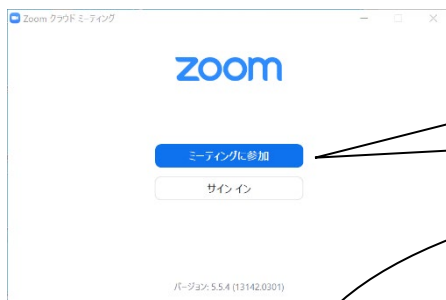 Zoom クラウド ミーティング
zoom
ミーティングに参加
サイン イン
バージョン: 5.5.4 (13142.0301)